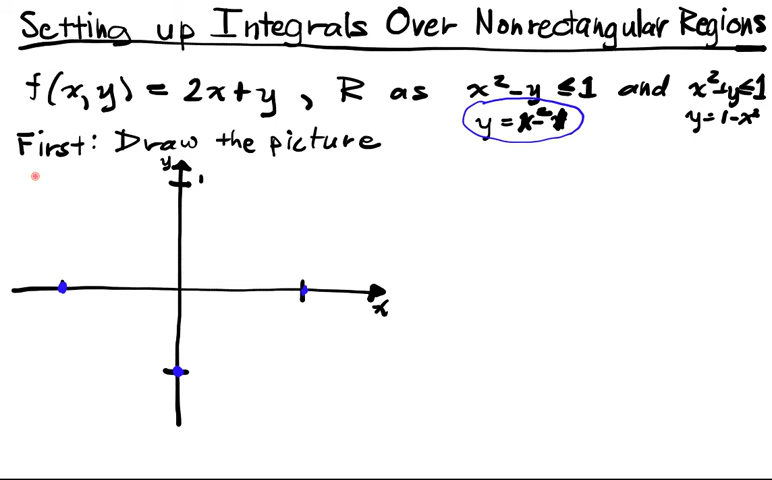 Setting up Integrals Over Nonrectangular Regions
f(x,y) = 2x+y, R as x²-y ≤1 and x²+y≤1
y = x²-1 y=1-x²
First: Draw the picture
y
1
x